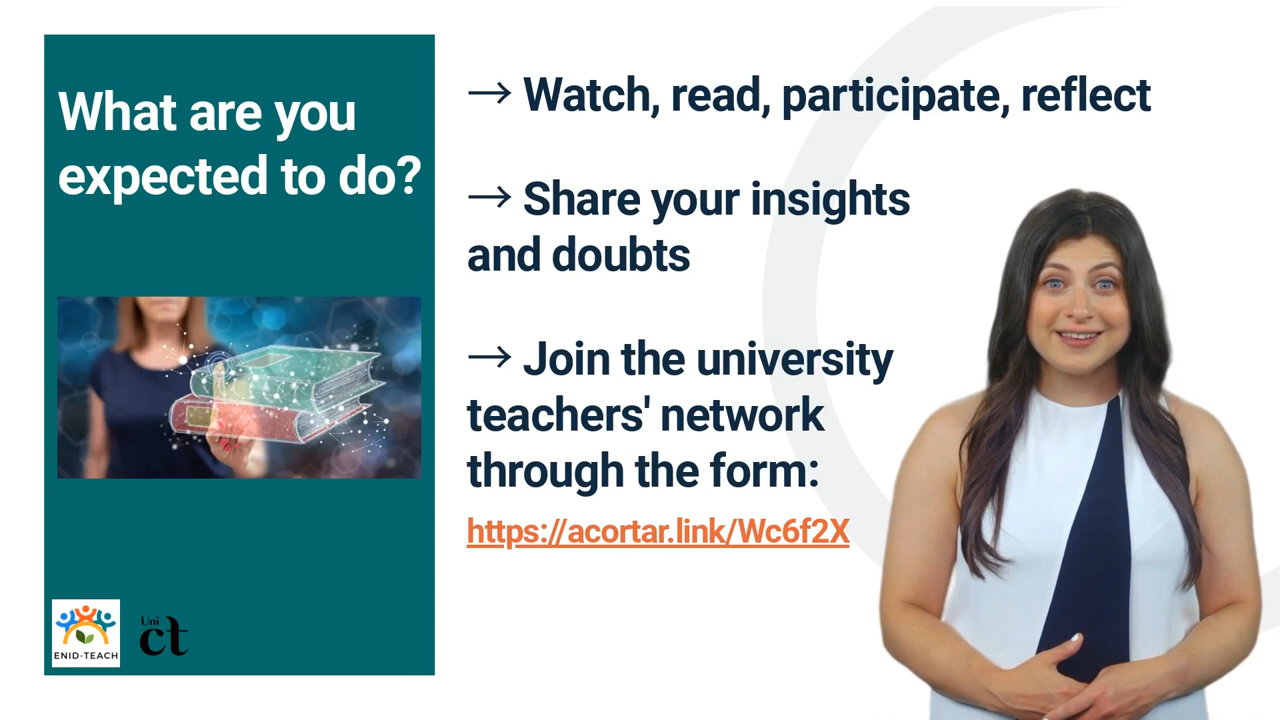 What are you
expected to do?
→ Watch, read, participate, reflect
→ Share your insights
and doubts
→ Join the university
teachers' network
through the form:
https://acortar.link/Wc6f2X
ENID-TEACH
Uni
ct